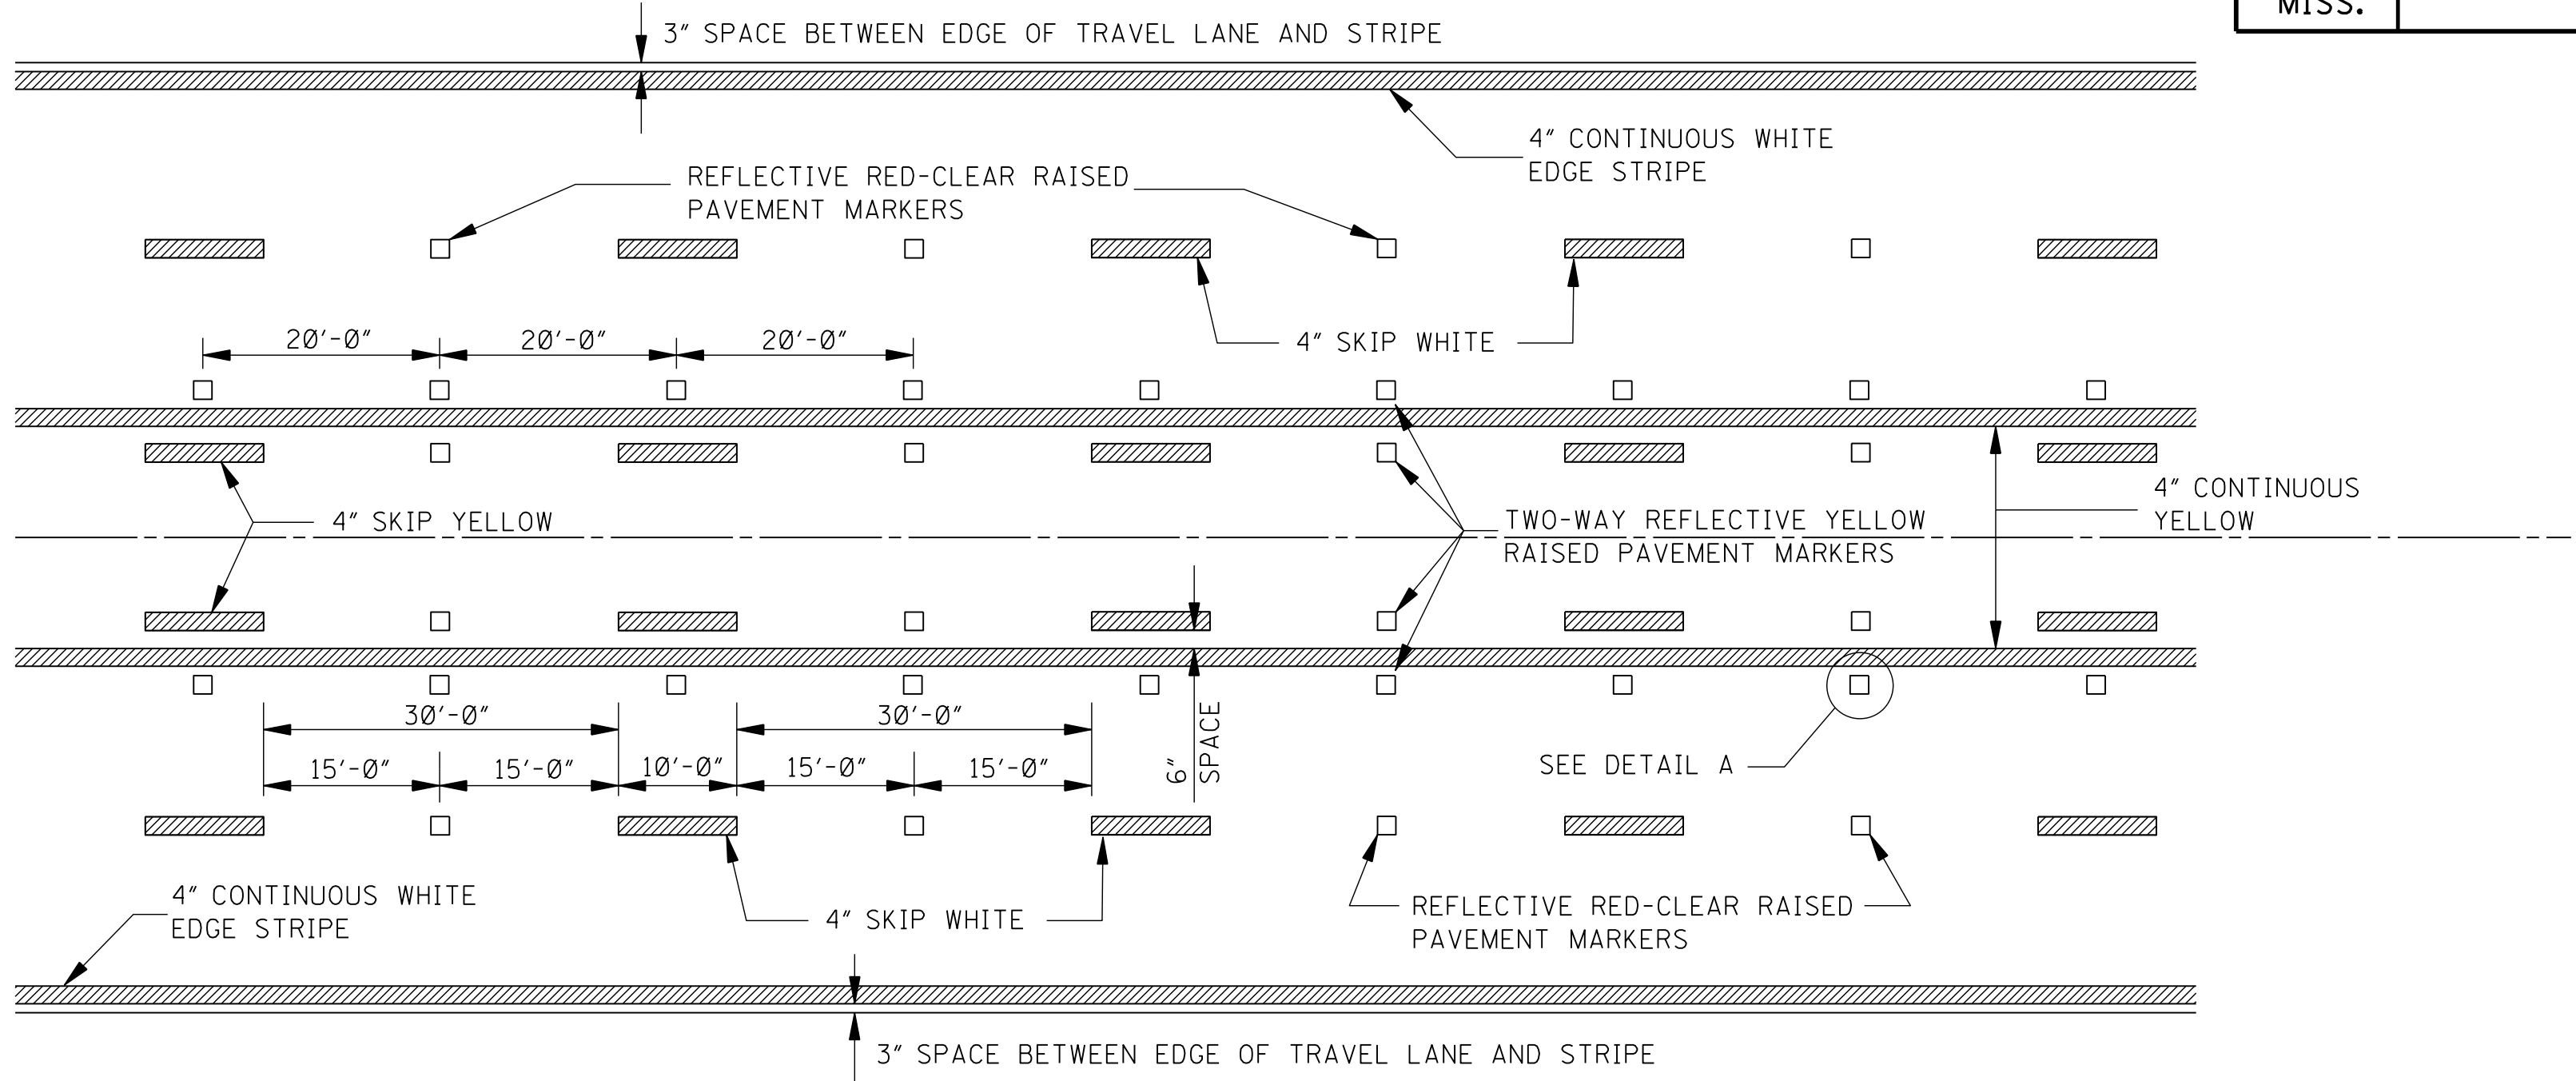 MISS.
3" SPACE BETWEEN EDGE OF TRAVEL LANE AND STRIPE
4" CONTINUOUS WHITE
EDGE STRIPE
REFLECTIVE RED-CLEAR RAISED
PAVEMENT MARKERS
20'-0"
20'-0"
20'-0"
4" SKIP WHITE
4" CONTINUOUS
YELLOW
4" SKIP YELLOW
TWO-WAY REFLECTIVE YELLOW
RAISED PAVEMENT MARKERS
30'-0"
30'-0"
15'-0"
15'-0"
10'-0"
15'-0"
15'-0"
6"
SPACE
SEE DETAIL A
4" CONTINUOUS WHITE
EDGE STRIPE
4" SKIP WHITE
REFLECTIVE RED-CLEAR RAISED
PAVEMENT MARKERS
3" SPACE BETWEEN EDGE OF TRAVEL LANE AND STRIPE